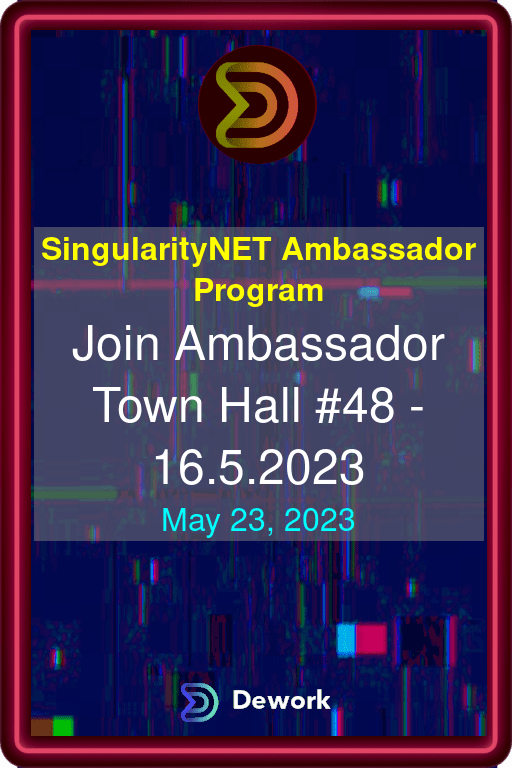 SingularityNET Ambassador
Program
Join Ambassador
Town Hall #48 -
16.5.2023
May 23, 2023
Dework